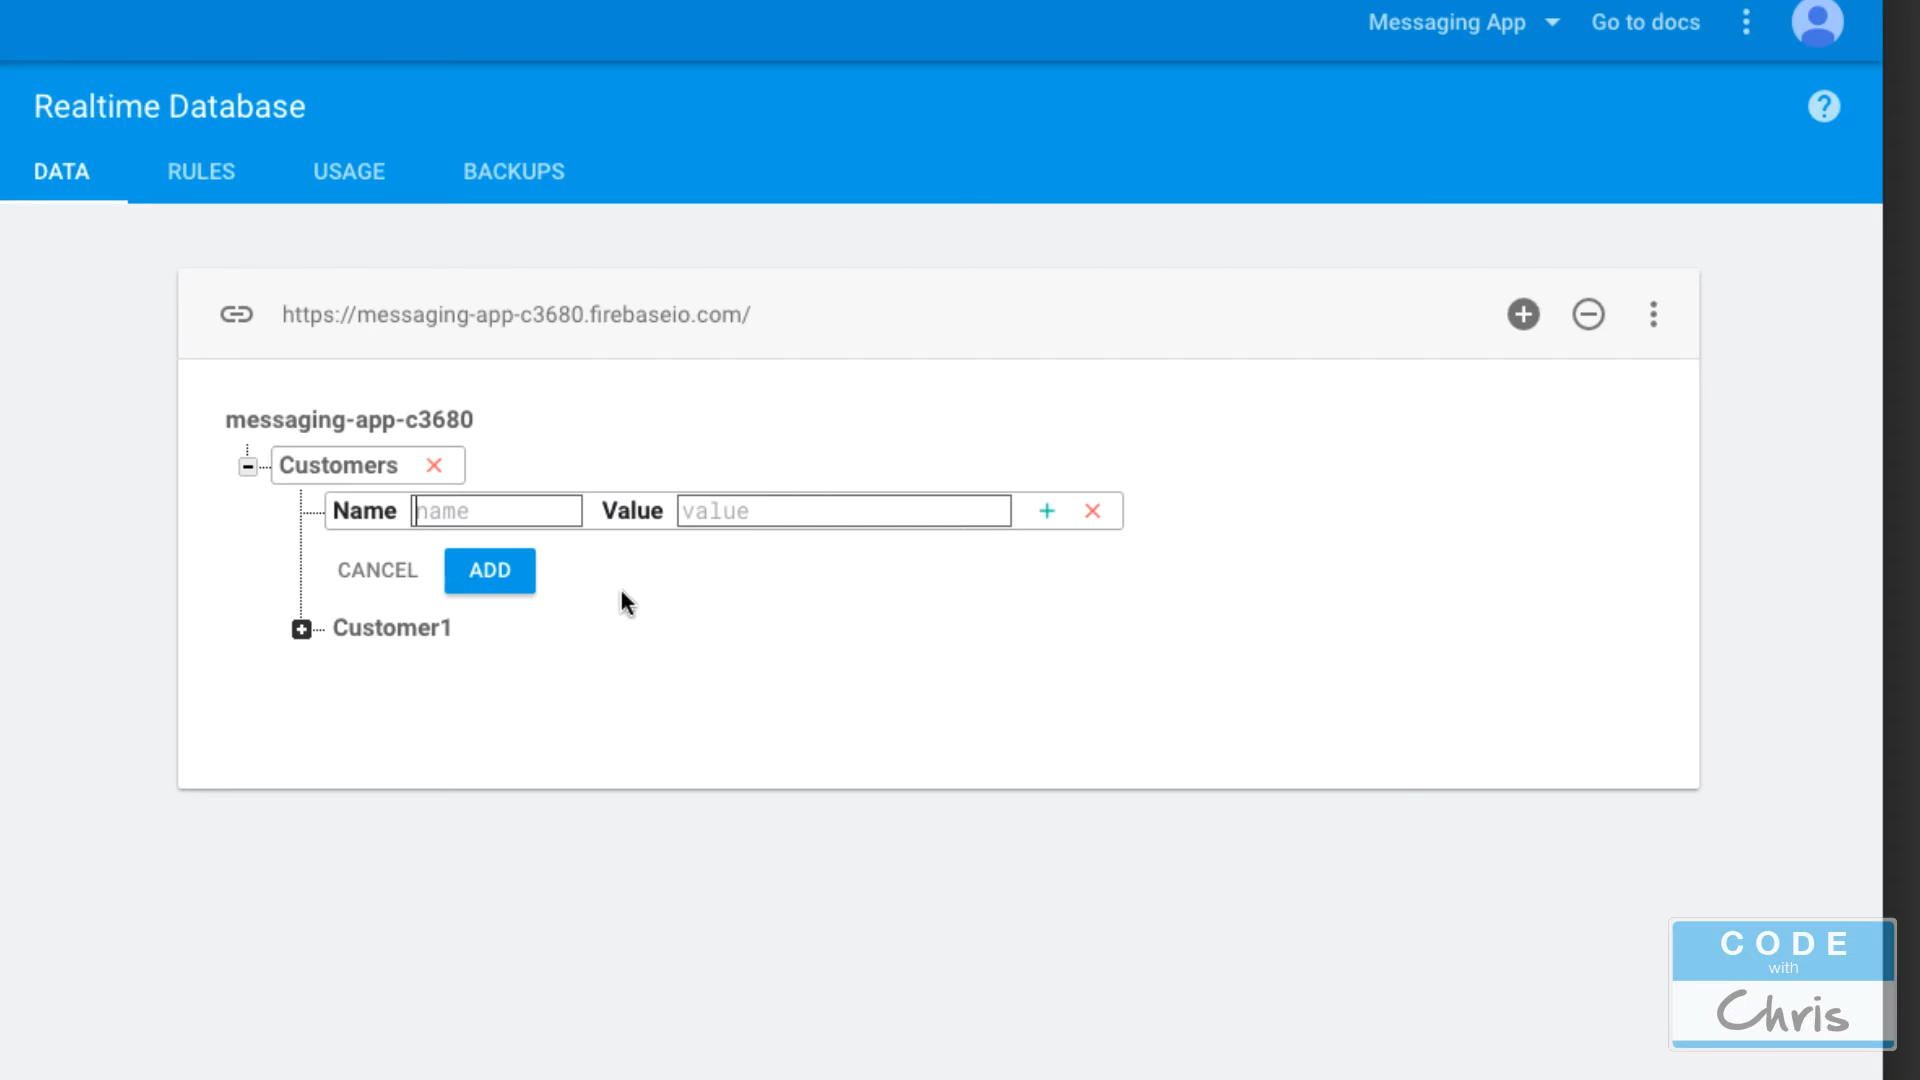 Messaging App Go to docs
Realtime Database
?
DATA RULES USAGE BACKUPS
https://messaging-app-c3680.firebaseio.com/
messaging-app-c3680
Customers
Name name Value value
CANCEL ADD
Customer1
CODE
with
Chris